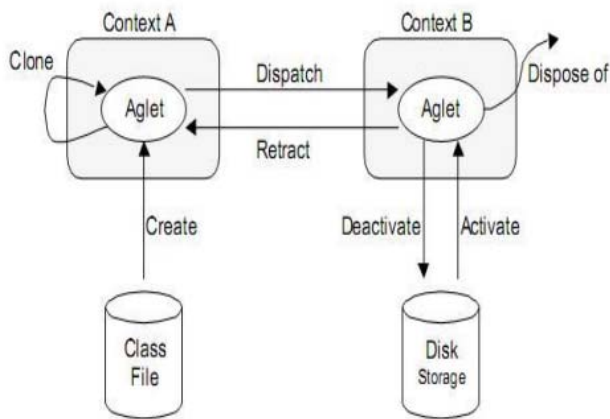 Context A
Context B
Clone
Dispatch
Dispose of
Aglet
Aglet
Retract
Create
Deactivate
Activate
Class
File
Disk
Storage